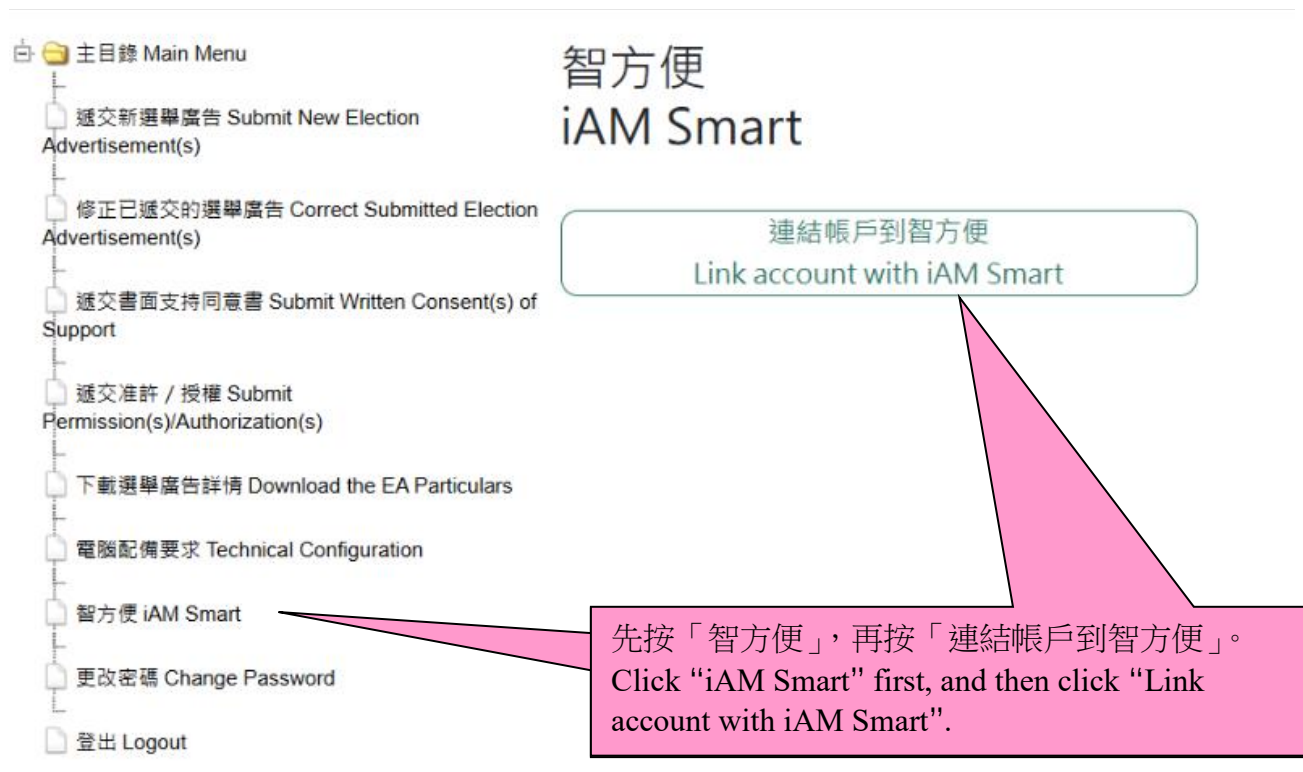 主目錄 Main Menu
遞交新選舉廣告 Submit New Election
Advertisement(s)
修正已遞交的選舉廣告 Correct Submitted Election
Advertisement(s)
遞交書面支持同意書 Submit Written Consent(s) of
Support
遞交准許 / 授權 Submit
Permission(s)/Authorization(s)
下載選舉廣告詳情 Download the EA Particulars
電腦配備要求 Technical Configuration
智方便 iAM Smart
更改密碼 Change Password
登出 Logout
智方便
iAM Smart
連結帳戶到智方便
Link account with iAM Smart
先按「智方便」，再按「連結帳戶到智方便」。
Click “iAM Smart” first, and then click “Link
account with iAM Smart”.